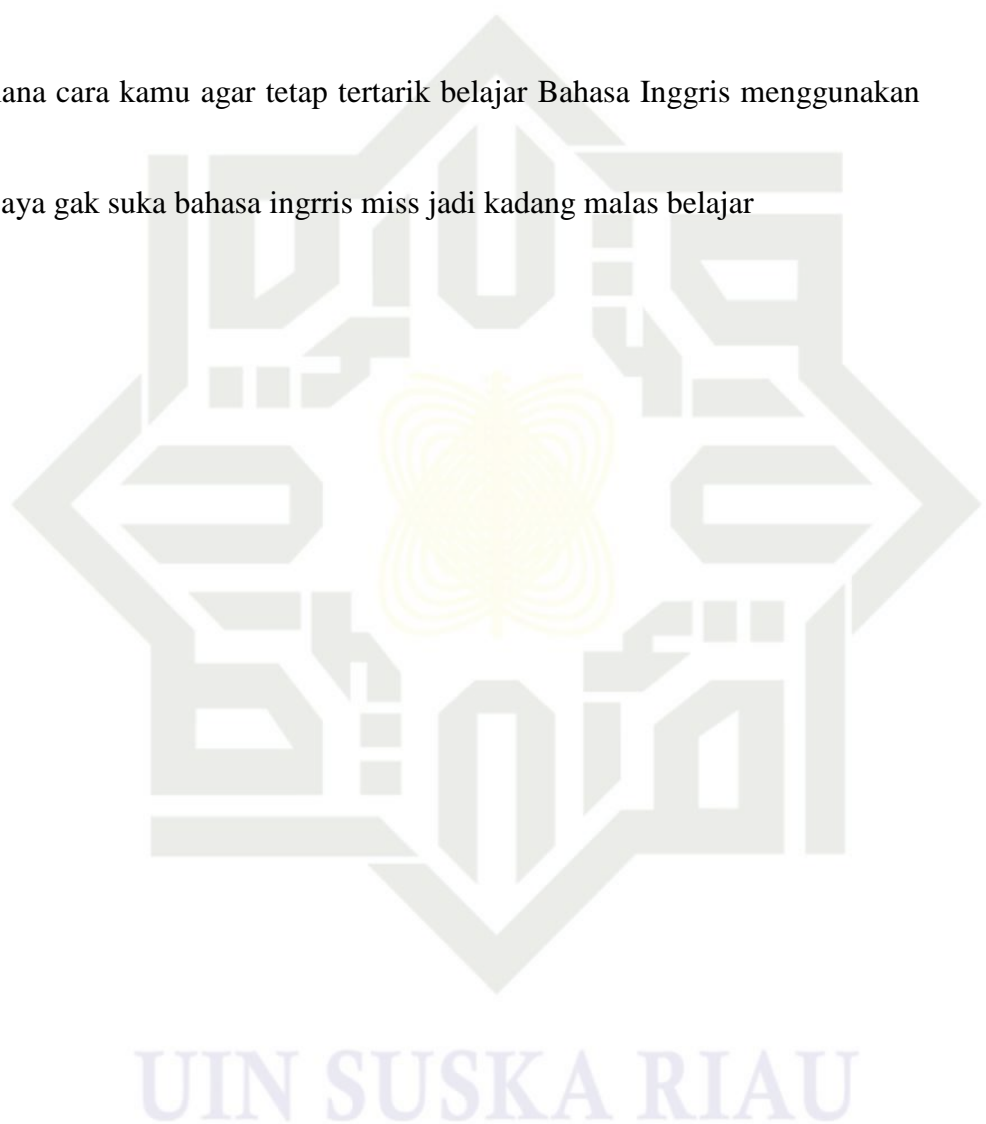 ana cara kamu agar tetap tertarik belajar Bahasa Inggris menggunakan
aya gak suka bahasa ingrris miss jadi kadang malas belajar
UIN SUSKA RIAU